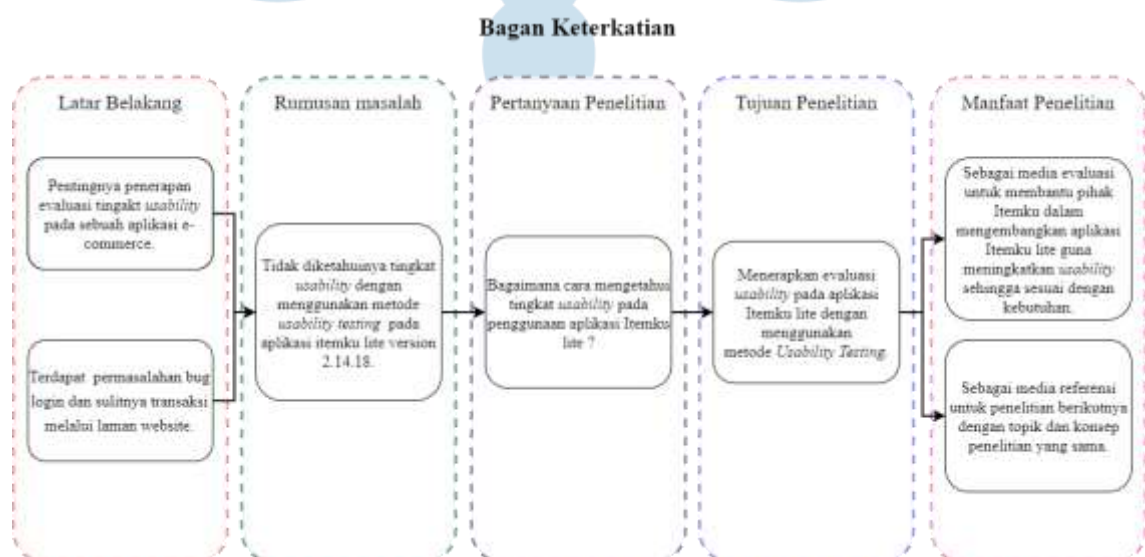 Bagan Keterkatian
Latar Belakang
Pentingnya penerapan
evaluasi tingakt usability
pada sebuah aplikasi e-
commerce.
Terdapat permasalahan bug
login dan sulitnya transaksi
melalui laman website.
Rumusan masalah
Tidak diketahuinya tingkat
usability dengan
menggunakan metode
usability testing pada
aplikasi itemku lite version
2.14.18.
Pertanyaan Penelitian
Bagaimana cara mengetahui
tingkat usability pada
penggunaan aplikasi Itemku
lite ?
Tujuan Penelitian
Menerapkan evaluasi
usability pada aplikasi
Itemku lite dengan
menggunakan
metode Usability Testing.
Manfaat Penelitian
Sebagai media evaluasi
untuk membantu pihak
Itemku dalam
mengembangkan aplikasi
Itemku lite guna
meningkatkan usability
sehingga sesuai dengan
kebutuhan.
Sebagai media referensi
untuk penelitian berikutnya
dengan topik dan konsep
penelitian yang sama.